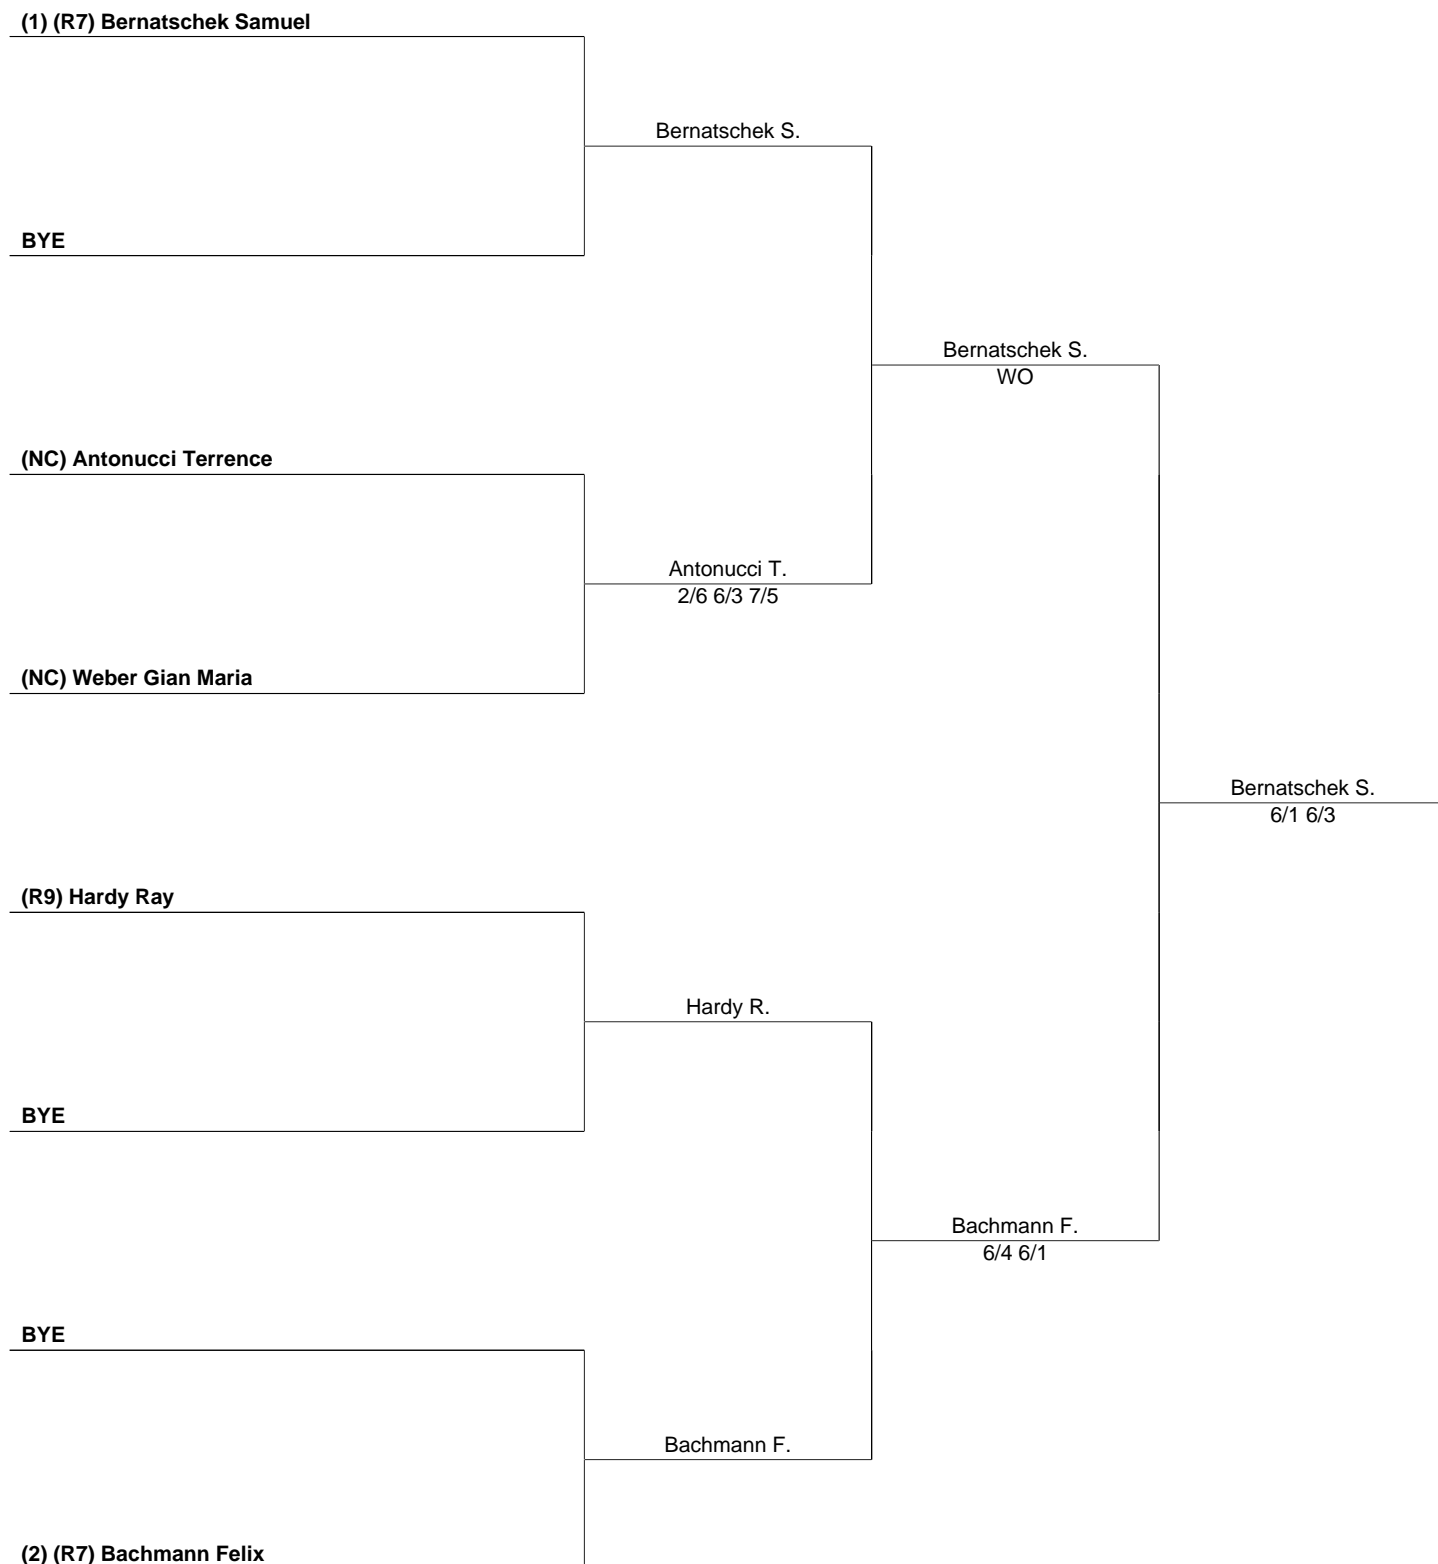 (1) (R7) Bernatschek Samuel
Bernatschek S.
BYE
Bernatschek S.
WO
(NC) Antonucci Terrence
Antonucci T.
2/6 6/3 7/5
(NC) Weber Gian Maria
Bernatschek S.
6/1 6/3
(R9) Hardy Ray
Hardy R.
BYE
Bachmann F.
6/4 6/1
BYE
Bachmann F.
(2) (R7) Bachmann Felix